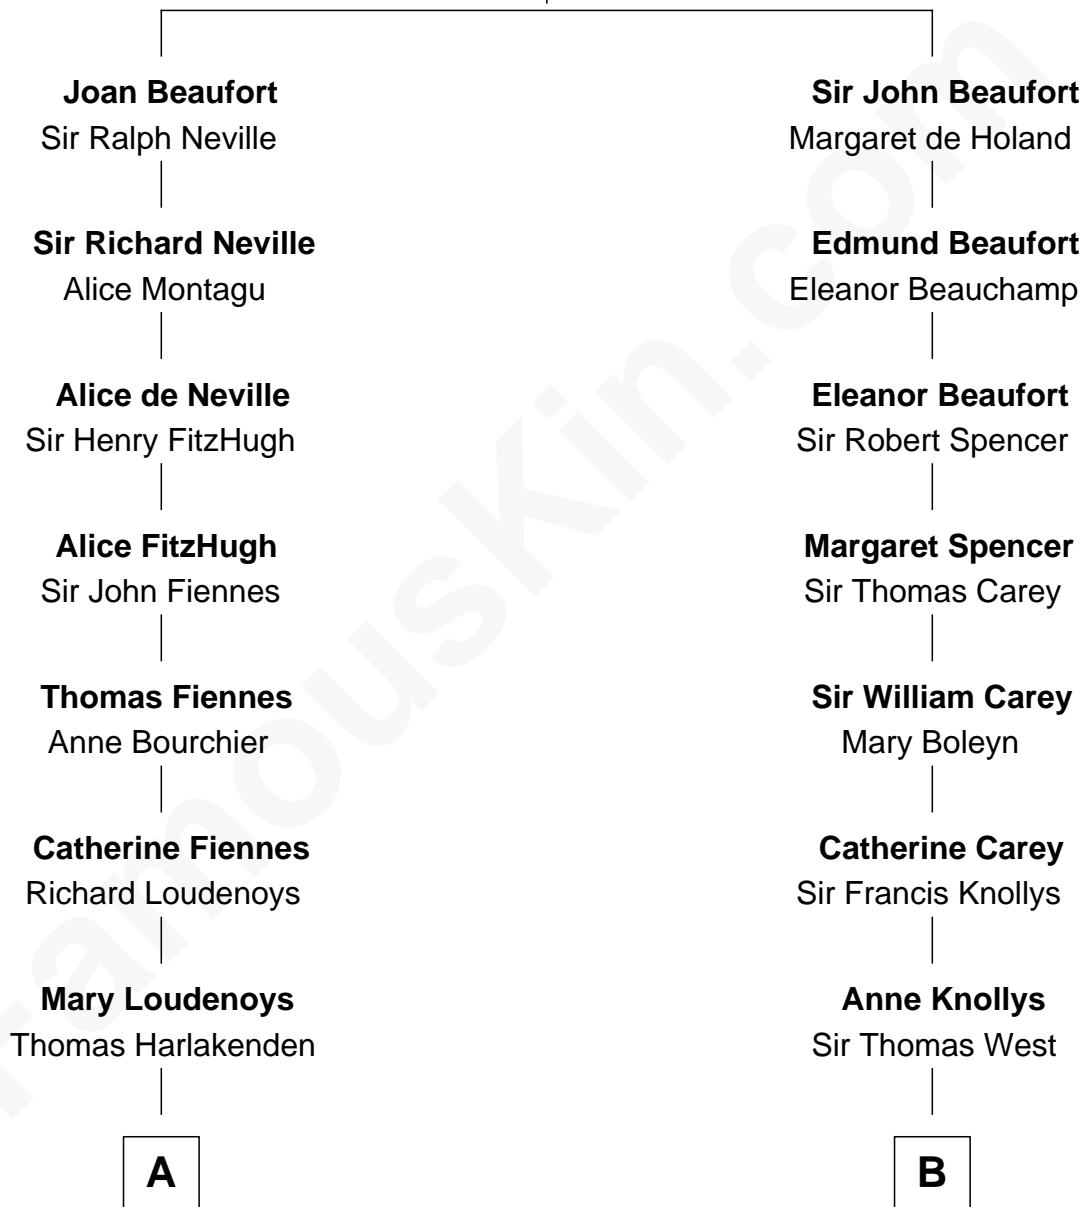 Joan Beaufort
Sir Ralph Neville
Sir John Beaufort
Margaret de Holand
Sir Richard Neville
Alice Montagu
Edmund Beaufort
Eleanor Beauchamp
Alice de Neville
Sir Henry FitzHugh
Eleanor Beaufort
Sir Robert Spencer
Alice FitzHugh
Sir John Fiennes
Margaret Spencer
Sir Thomas Carey
Thomas Fiennes
Anne Bourchier
Sir William Carey
Mary Boleyn
Catherine Fiennes
Richard Loudenoys
Catherine Carey
Sir Francis Knollys
Mary Loudenoys
Thomas Harlakenden
Anne Knollys
Sir Thomas West
A
B
FamousKin.com